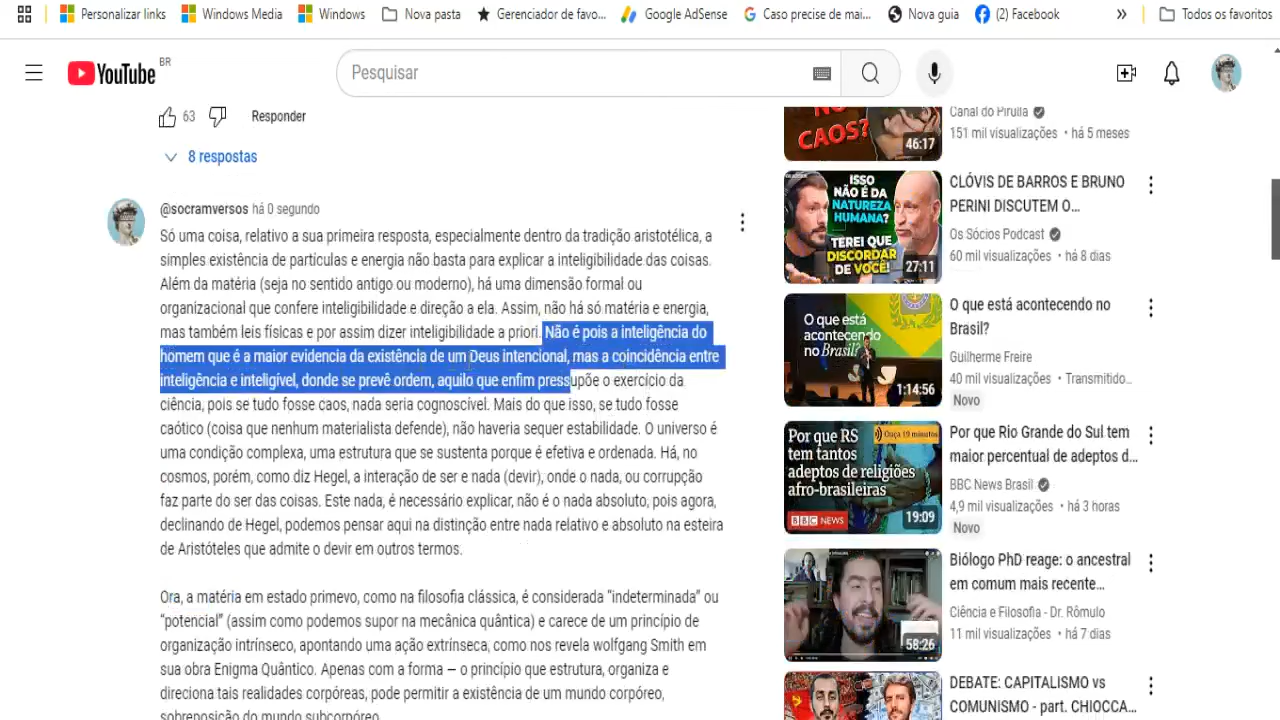 Personalizar links
Windows Media
Windows
Nova pasta
Gerenciador de favo...
Google AdSense
Caso precise de mai...
Nova guia
(2) Facebook
Todos os favoritos
YouTube
BR
Pesquisar
63
Responder
8 respostas
@socramversos há 0 segundo
Só uma coisa, relativo a sua primeira resposta, especialmente dentro da tradição aristotélica, a
simples existência de partículas e energia não basta para explicar a inteligibilidade das coisas.
Além da matéria (seja no sentido antigo ou moderno), há uma dimensão formal ou
organizacional que confere inteligibilidade e direção a ela. Assim, não há só matéria e energia,
mas também leis físicas e por assim dizer inteligibilidade a priori. Não é pois a inteligência do
homem que é a maior evidencia da existência de um Deus intencional, mas a coincidência entre
inteligência e inteligível, donde se prevê ordem, aquilo que enfim pressupõe o exercício da
ciência, pois se tudo fosse caos, nada seria cognoscível. Mais do que isso, se tudo fosse
caótico (coisa que nenhum materialista defende), não haveria sequer estabilidade. O universo é
uma condição complexa, uma estrutura que se sustenta porque é efetiva e ordenada. Há, no
cosmos, porém, como diz Hegel, a interação de ser e nada (devir), onde o nada, ou corrupção
faz parte do ser das coisas. Este nada, é necessário explicar, não é o nada absoluto, pois agora,
declinando de Hegel, podemos pensar aqui na distinção entre nada relativo e absoluto na esteira
de Aristóteles que admite o devir em outros termos.
Ora, a matéria em estado primevo, como na filosofia clássica, é considerada “indeterminada” ou
“potencial” (assim como podemos supor na mecânica quântica) e carece de um princípio de
organização intrínseco, apontando uma ação extrínseca; como nos revela wolfgang Smith em
sua obra Enigma Quântico. Apenas com a forma — o princípio que estrutura, organiza e
direciona tais realidades corpóreas, pode permitir a existência de um mundo corpóreo,
sobreposição do mundo subcorpóreo.
CAOS?
46:17
Canal do Pirulla
151 mil visualizações • há 5 meses
ISSO
NÃO É DA
NATUREZA
HUMANA?
TEREI QUE
DISCORDAR
DE VOCÊ!
27:11
CLÓVIS DE BARROS E BRUNO
PERINI DISCUTEM O...
Os Sócios Podcast
60 mil visualizações • há 8 dias
O que está
acontecendo
no Brasil?
1:14:56
O que está acontecendo no
Brasil?
Guilherme Freire
40 mil visualizações • Transmitido...
Novo
Por que RS
tem tantos
adeptos de
religiões
afro-brasileiras
Ouça 19 minutos
BBC NEWS
19:09
Por que Rio Grande do Sul tem
maior percentual de adeptos d...
BBC News Brasil
4,9 mil visualizações • há 3 horas
Novo
58:26
Biólogo PhD reage: o ancestral
em comum mais recente...
Ciência e Filosofia - Dr. Rômulo
11 mil visualizações • há 7 dias
DEBATE: CAPITALISMO vs
COMUNISMO - part. CHIOCCA...